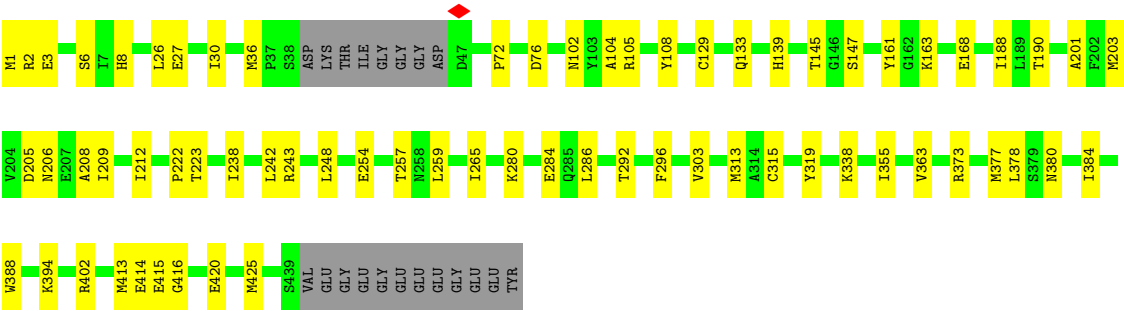 M1 R2 E3 S6 I7 H8 L26 E27 I30 M36 P37 S38 ASP LYS THR ILE GLY GLY GLY ASP D47 P72 D76 N102 Y103 A104 R105 Y108 C129 Q133 H139 T145 G146 S147 Y161 G162 K163 E168 I188 L189 T190 A201 F202 M203
V204 D205 N206 E207 A208 I209 I212 P222 T223 I238 L242 R243 L248 E254 T257 N258 L259 I265 K280 E284 Q285 L286 T292 F296 V303 M313 A314 C315 Y319 K338 I355 V363 R373 M377 L378 S379 N380 I384
W388 K394 R402 M413 E414 E415 G416 E420 M425 S439 VAL GLU GLY GLU GLY GLU GLU GLU GLY GLU GLU TYR